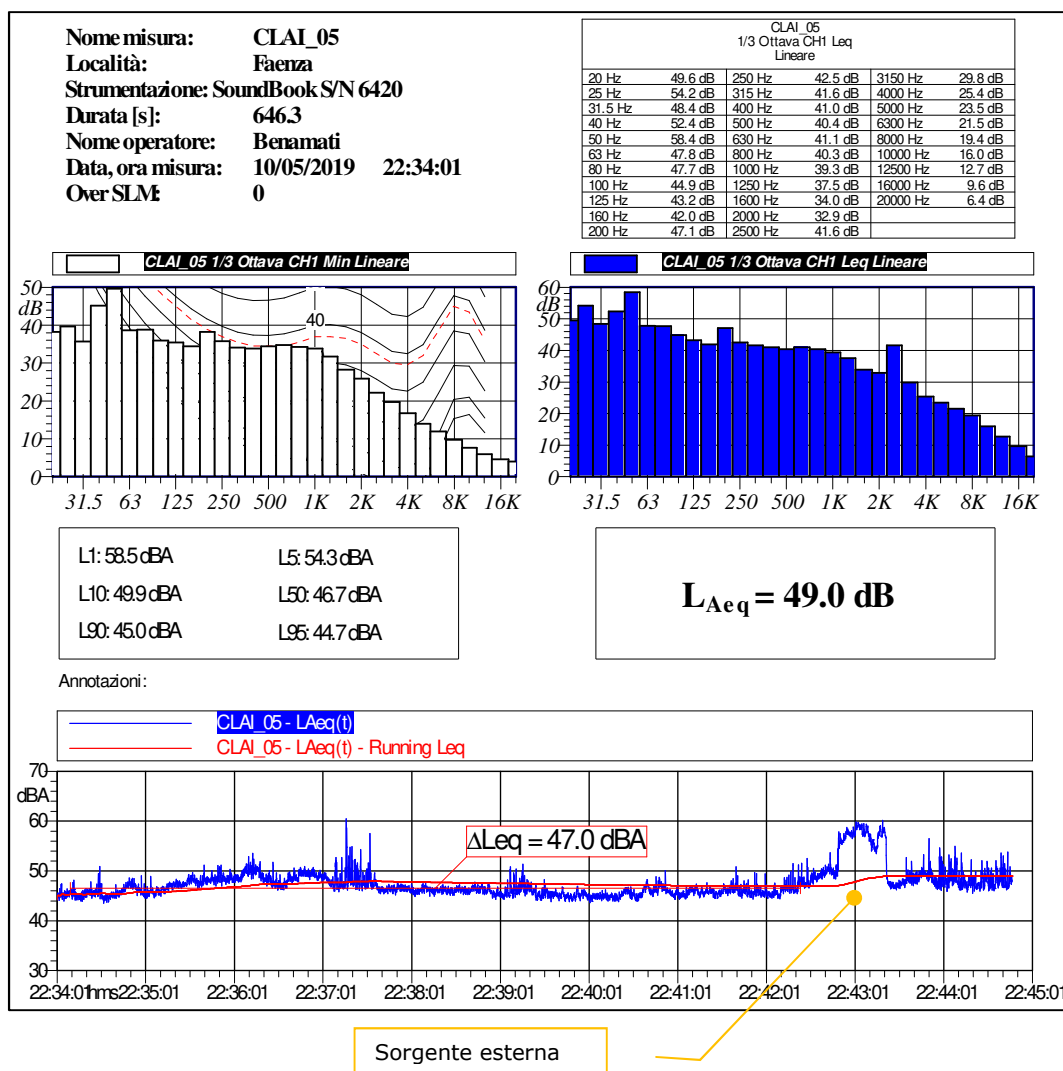 Nome misura: CLAI_05
Località: Faenza
Strumentazione: SoundBook S/N 6420
Durata [s]: 646.3
Nome operatore: Benamati
Data, ora misura: 10/05/2019 22:34:01
Over SLM: 0
CLAI_05
1/3 Ottava CH1 Leq
Lineare
20 Hz 49.6 dB 250 Hz 42.5 dB 3150 Hz 29.8 dB
25 Hz 54.2 dB 315 Hz 41.6 dB 4000 Hz 25.4 dB
31.5 Hz 48.4 dB 400 Hz 41.0 dB 5000 Hz 23.5 dB
40 Hz 52.4 dB 500 Hz 40.4 dB 6300 Hz 21.5 dB
50 Hz 58.4 dB 630 Hz 41.1 dB 8000 Hz 19.4 dB
63 Hz 47.8 dB 800 Hz 40.3 dB 10000 Hz 16.0 dB
80 Hz 47.7 dB 1000 Hz 39.3 dB 12500 Hz 12.7 dB
100 Hz 44.9 dB 1250 Hz 37.5 dB 16000 Hz 9.6 dB
125 Hz 43.2 dB 1600 Hz 34.0 dB 20000 Hz 6.4 dB
160 Hz 42.0 dB 2000 Hz 32.9 dB
200 Hz 47.1 dB 2500 Hz 41.6 dB
CLAI_05 1/3 Ottava CH1 Min Lineare
50
dB
40
30
20
10
0
40
31.5 63 125 250 500 1K 2K 4K 8K 16K
CLAI_05 1/3 Ottava CH1 Leq Lineare
60
dB
50
40
30
20
10
0
31.5 63 125 250 500 1K 2K 4K 8K 16K
L1: 58.5 dBA L5: 54.3 dBA
L10: 49.9 dBA L50: 46.7 dBA
L90: 45.0 dBA L95: 44.7 dBA
LAeq = 49.0 dB
Annotazioni:
CLAI_05 - LAeq(t)
CLAI_05 - LAeq(t) - Running Leq
70
dBA
60
50
40
30
ΔLeq = 47.0 dBA
22:34:01hms22:35:01 22:36:01 22:37:01 22:38:01 22:39:01 22:40:01 22:41:01 22:42:01 22:43:01 22:44:01 22:45:01
Sorgente esterna